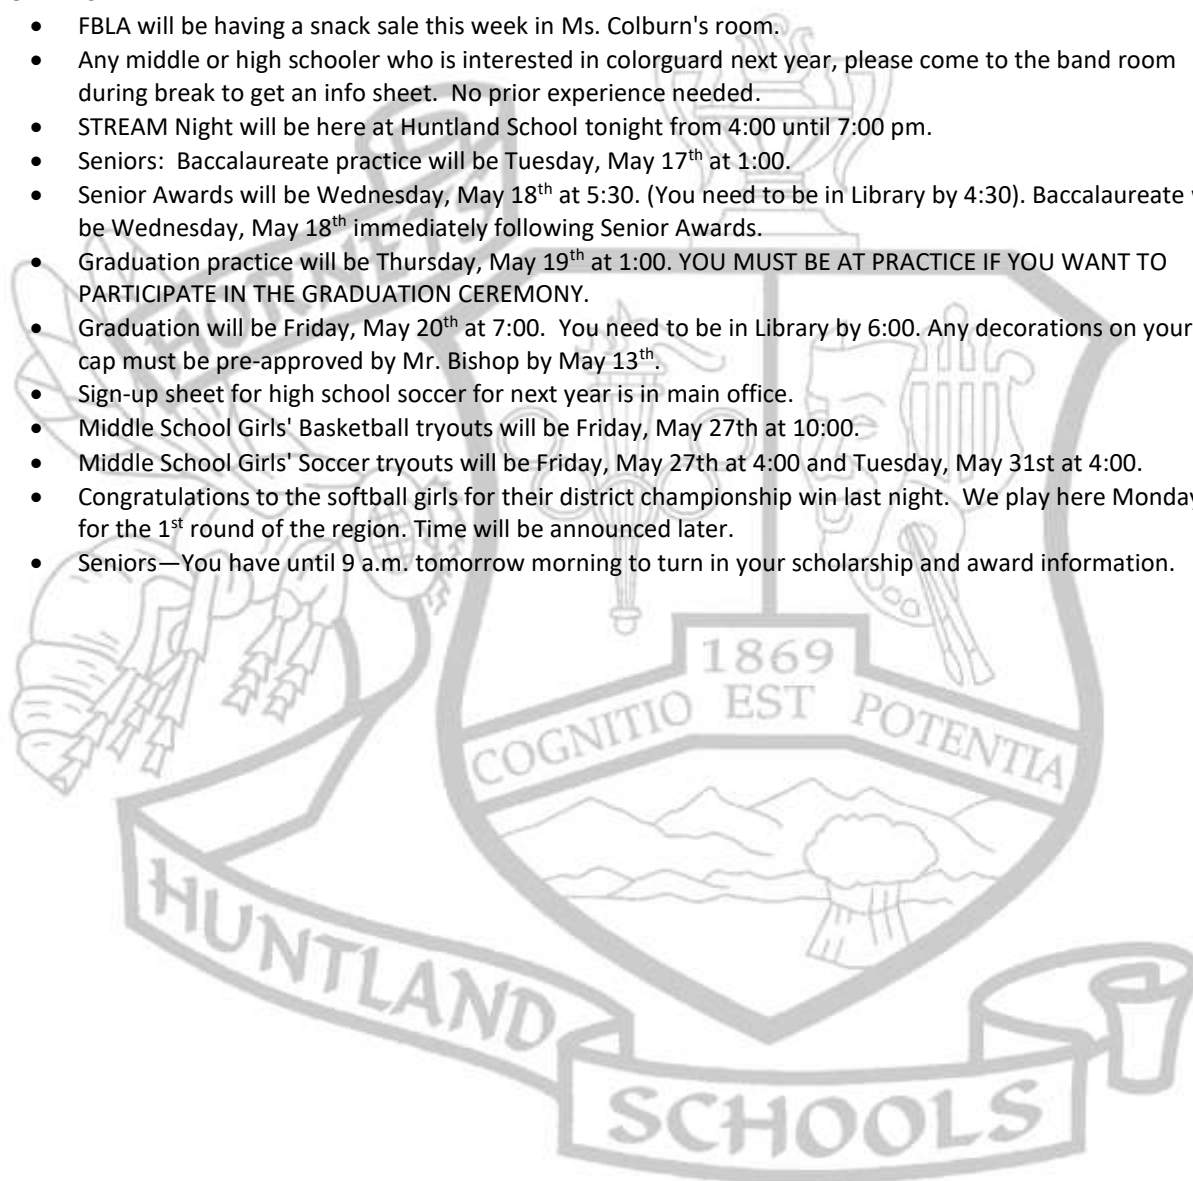 • FBLA will be having a snack sale this week in Ms. Colburn's room.
• Any middle or high schooler who is interested in colorguard next year, please come to the band room
during break to get an info sheet.  No prior experience needed.
• STREAM Night will be here at Huntland School tonight from 4:00 until 7:00 pm.
• Seniors:  Baccalaureate practice will be Tuesday, May 17th at 1:00.
• Senior Awards will be Wednesday, May 18th at 5:30. (You need to be in Library by 4:30). Baccalaureate
be Wednesday, May 18th immediately following Senior Awards.
• Graduation practice will be Thursday, May 19th at 1:00. YOU MUST BE AT PRACTICE IF YOU WANT TO
PARTICIPATE IN THE GRADUATION CEREMONY.
• Graduation will be Friday, May 20th at 7:00.  You need to be in Library by 6:00. Any decorations on your
cap must be pre-approved by Mr. Bishop by May 13th.
• Sign-up sheet for high school soccer for next year is in main office.
• Middle School Girls' Basketball tryouts will be Friday, May 27th at 10:00.
• Middle School Girls' Soccer tryouts will be Friday, May 27th at 4:00 and Tuesday, May 31st at 4:00.
• Congratulations to the softball girls for their district championship win last night.  We play here Monday
for the 1st round of the region. Time will be announced later.
• Seniors—You have until 9 a.m. tomorrow morning to turn in your scholarship and award information.
HORNETS
1869
COGNITIO EST POTENTIA
HUNTLAND
SCHOOLS